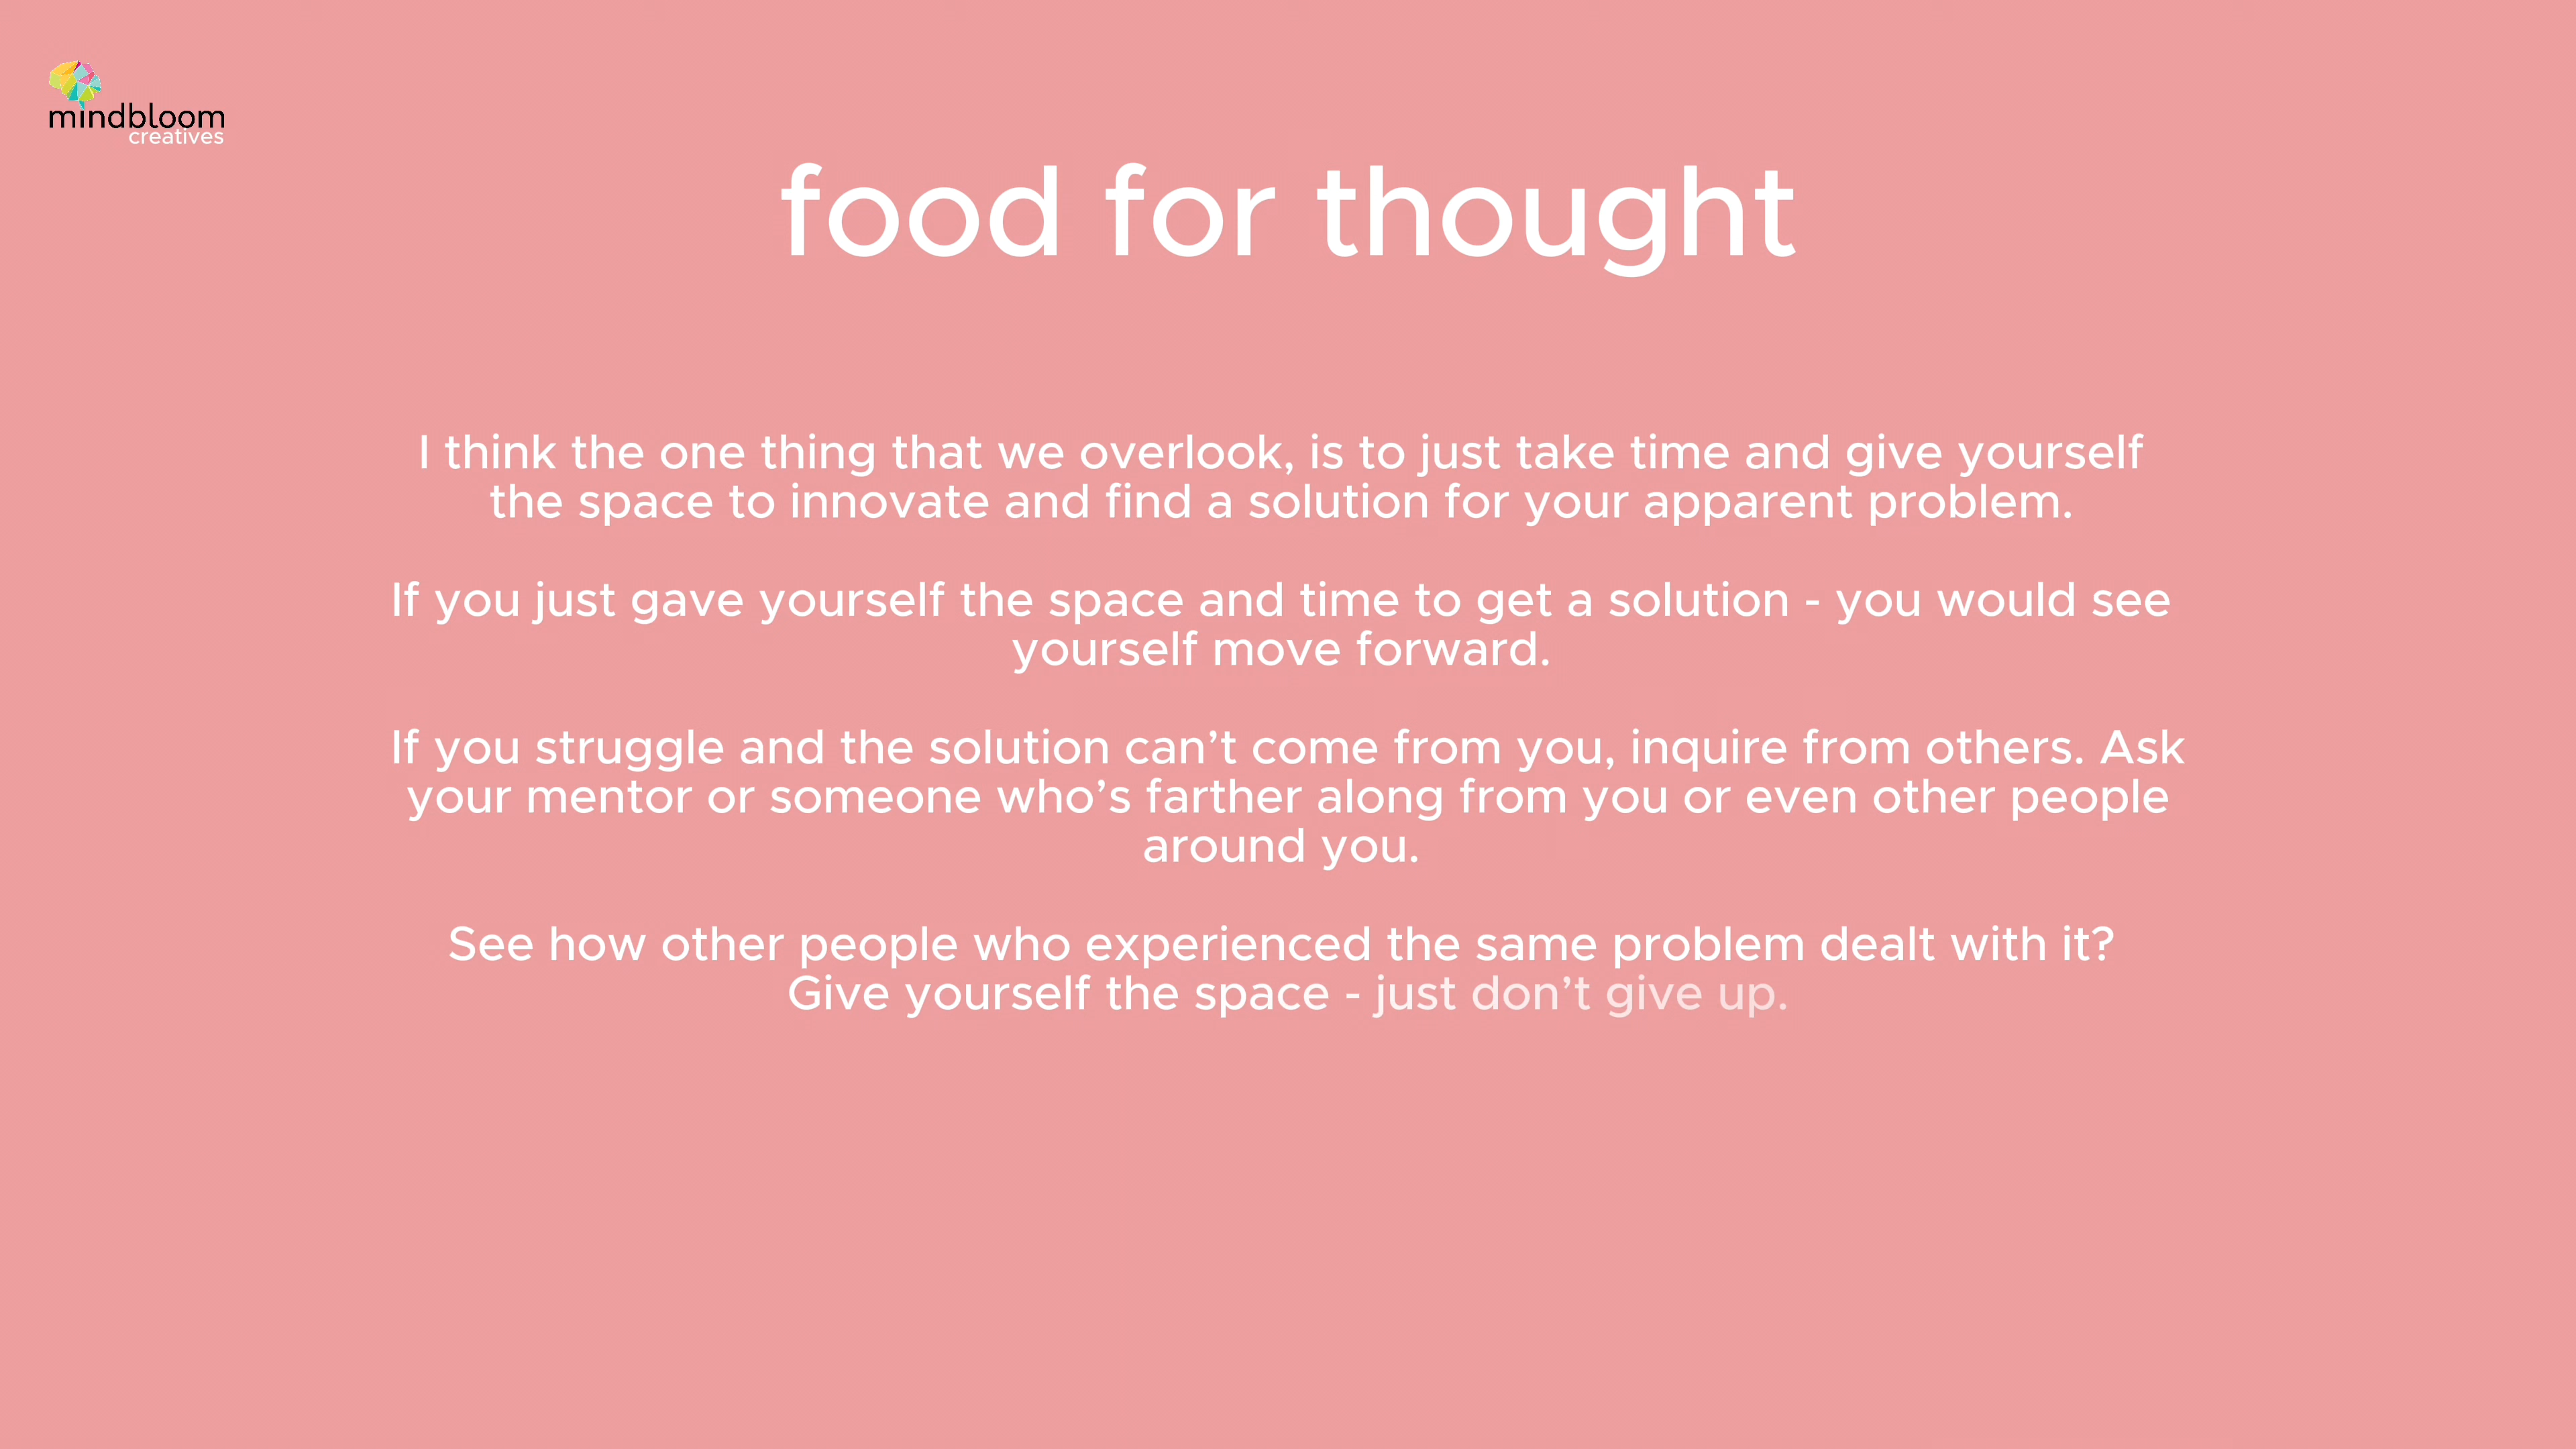 mindbloom
creatives
food for thought
I think the one thing that we overlook, is to just take time and give yourself
the space to innovate and find a solution for your apparent problem.
If you just gave yourself the space and time to get a solution - you would see
yourself move forward.
If you struggle and the solution can’t come from you, inquire from others. Ask
your mentor or someone who’s farther along from you or even other people
around you.
See how other people who experienced the same problem dealt with it?
Give yourself the space - just don’t give up.